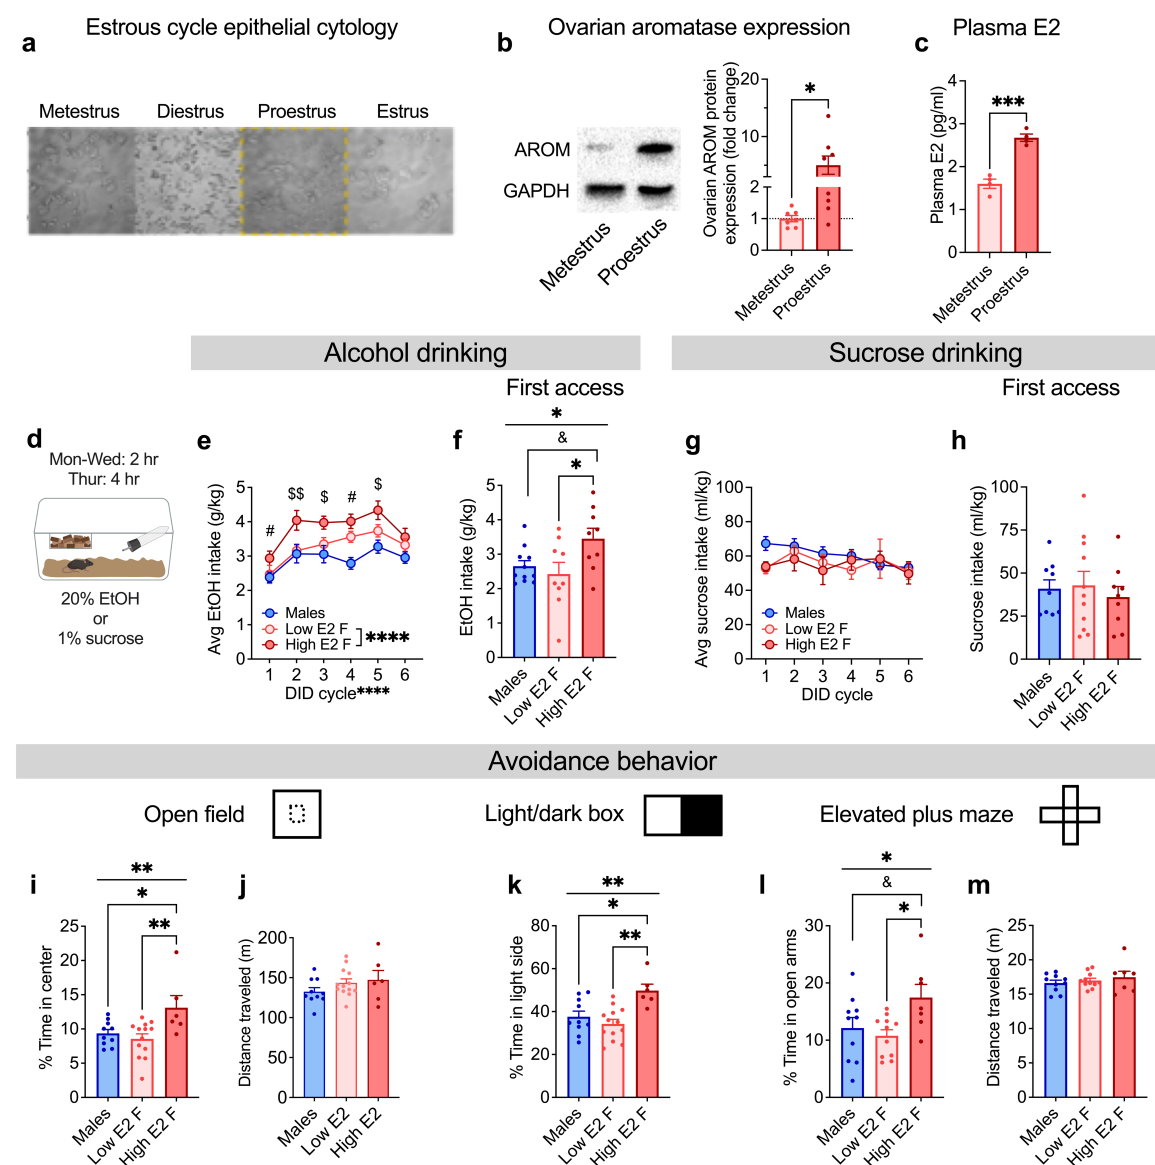 Estrous cycle epithelial cytology
a
Metestrus Diestrus Proestrus Estrus
Ovarian aromatase expression
b
AROM
GAPDH
Metestrus Proestrus
Ovarian AROM protein
expression (fold change)
20
10
5
2
1
0
*
Metestrus Proestrus
Plasma E2
c
Plasma E2 (pg/ml)
4
3
2
1
0
***
Metestrus Proestrus
Alcohol drinking
Sucrose drinking
d
Mon-Wed: 2 hr
Thur: 4 hr
20% EtOH
or
1% sucrose
e
Avg EtOH intake (g/kg)
5
4
3
2
1
0
# $$ $ # $
Males
Low E2 F
High E2 F
****
1 2 3 4 5 6
DID cycle****
First access
f
*
&
*
EtOH intake (g/kg)
5
4
3
2
1
0
Males Low E2 F High E2 F
g
Avg sucrose intake (ml/kg)
100
80
60
40
20
0
Males
Low E2 F
High E2 F
1 2 3 4 5 6
DID cycle
First access
h
Sucrose intake (ml/kg)
100
75
50
25
0
Males Low E2 F High E2 F
Avoidance behavior
Open field
Light/dark box
Elevated plus maze
i
**
*
**
% Time in center
25
20
15
10
5
0
Males Low E2 F High E2 F
j
Distance traveled (m)
200
150
100
50
0
Males Low E2 High E2
k
**
*
**
% Time in light side
80
60
40
20
0
Males Low E2 F High E2 F
l
*
&
*
% Time in open arms
30
20
10
0
Males Low E2 F High E2 F
m
Distance traveled (m)
25
20
15
10
5
0
Males Low E2 F High E2 F